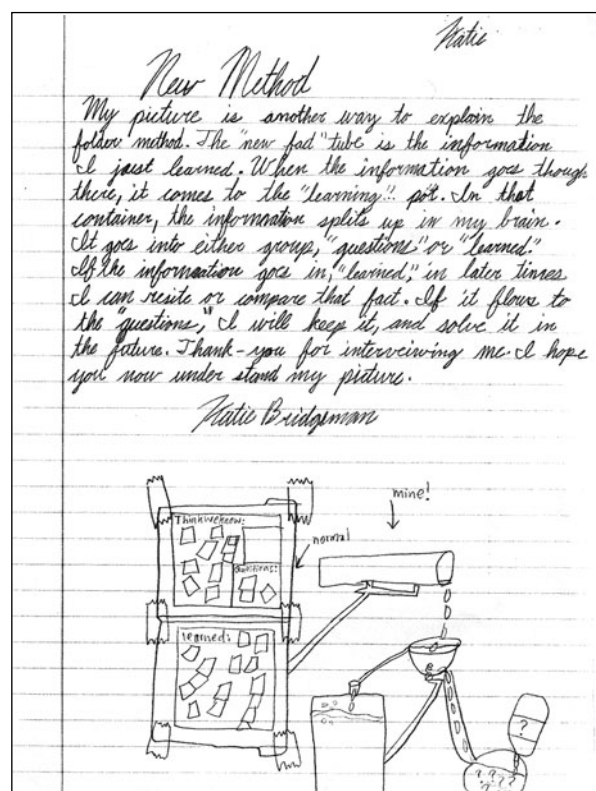 Katie
New Method
My picture is another way to explain the
folder method. The "new fad" tube is the information
I just learned. When the information goes though
there, it comes to the "learning" pot. In that
container, the information splits up in my brain.
It goes into either group, "questions" or "learned."
If the information goes in, "learned," in later times
I can resite or compare that fact. If it flows to
the "questions," I will keep it, and solve it in
the future. Thank-you for interveiwing me. I hope
you now under stand my picture.
Katie Bridgeman
mine!
Think we know:
normal
questions:
learned:
?
? ? ? ?